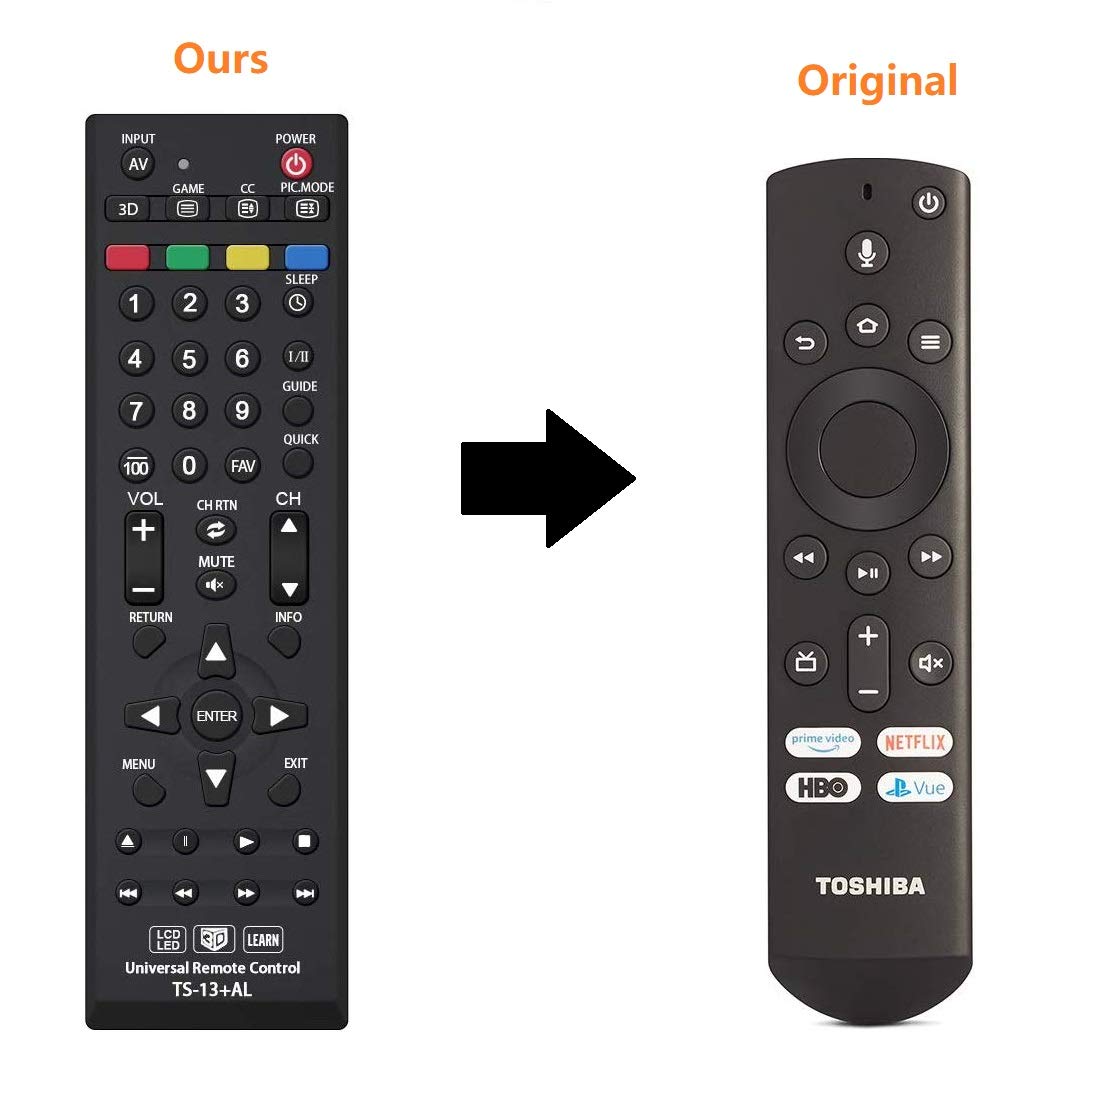 Ours
Original
INPUT
POWER
AV
GAME
CC
PIC.MODE
3D
SLEEP
1 2 3
4 5 6 I/II
GUIDE
7 8 9
QUICK
100 0 FAV
VOL
CH RTN
CH
+
MUTE
−
RETURN
INFO
ENTER
MENU
EXIT
LCD
LED
3D
LEARN
Universal Remote Control
TS-13+AL
+
−
prime video
NETFLIX
HBO
Vue
TOSHIBA